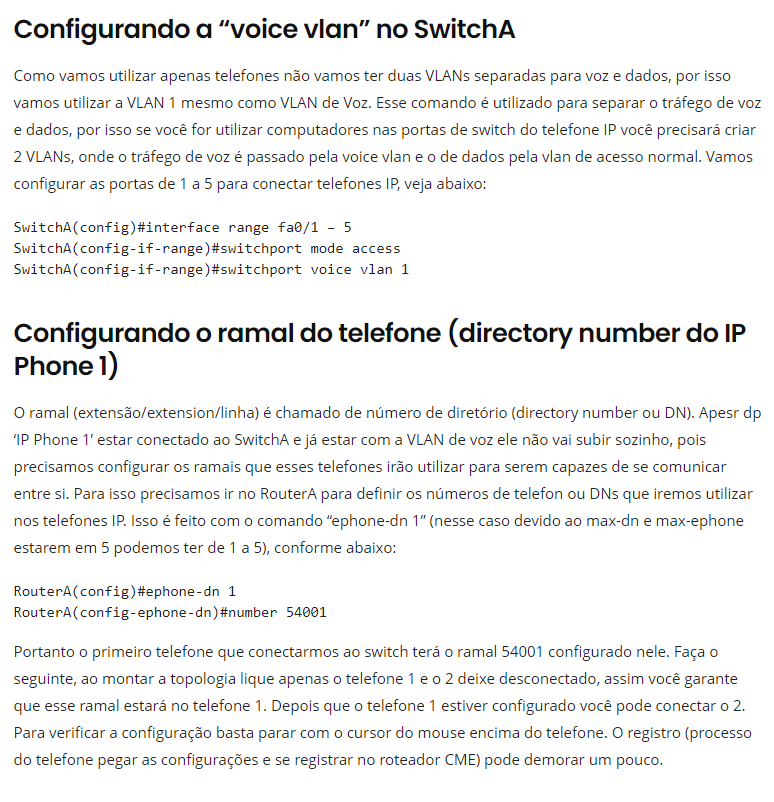 Configurando a “voice vlan” no SwitchA
Como vamos utilizar apenas telefones não vamos ter duas VLANs separadas para voz e dados, por isso
vamos utilizar a VLAN 1 mesmo como VLAN de Voz. Esse comando é utilizado para separar o tráfego de voz
e dados, por isso se você for utilizar computadores nas portas de switch do telefone IP você precisará criar
2 VLANs, onde o tráfego de voz é passado pela voice vlan e o de dados pela vlan de acesso normal. Vamos
configurar as portas de 1 a 5 para conectar telefones IP, veja abaixo:
SwitchA(config)#interface range fa0/1 – 5
SwitchA(config-if-range)#switchport mode access
SwitchA(config-if-range)#switchport voice vlan 1
Configurando o ramal do telefone (directory number do IP
Phone 1)
O ramal (extensão/extension/linha) é chamado de número de diretório (directory number ou DN). Apesr dp
‘IP Phone 1’ estar conectado ao SwitchA e já estar com a VLAN de voz ele não vai subir sozinho, pois
precisamos configurar os ramais que esses telefones irão utilizar para serem capazes de se comunicar
entre si. Para isso precisamos ir no RouterA para definir os números de telefon ou DNs que iremos utilizar
nos telefones IP. Isso é feito com o comando “ephone-dn 1” (nesse caso devido ao max-dn e max-ephone
estarem em 5 podemos ter de 1 a 5), conforme abaixo:
RouterA(config)#ephone-dn 1
RouterA(config-ephone-dn)#number 54001
Portanto o primeiro telefone que conectarmos ao switch terá o ramal 54001 configurado nele. Faça o
seguinte, ao montar a topologia lique apenas o telefone 1 e o 2 deixe desconectado, assim você garante
que esse ramal estará no telefone 1. Depois que o telefone 1 estiver configurado você pode conectar o 2.
Para verificar a configuração basta parar com o cursor do mouse encima do telefone. O registro (processo
do telefone pegar as configurações e se registrar no roteador CME) pode demorar um pouco.